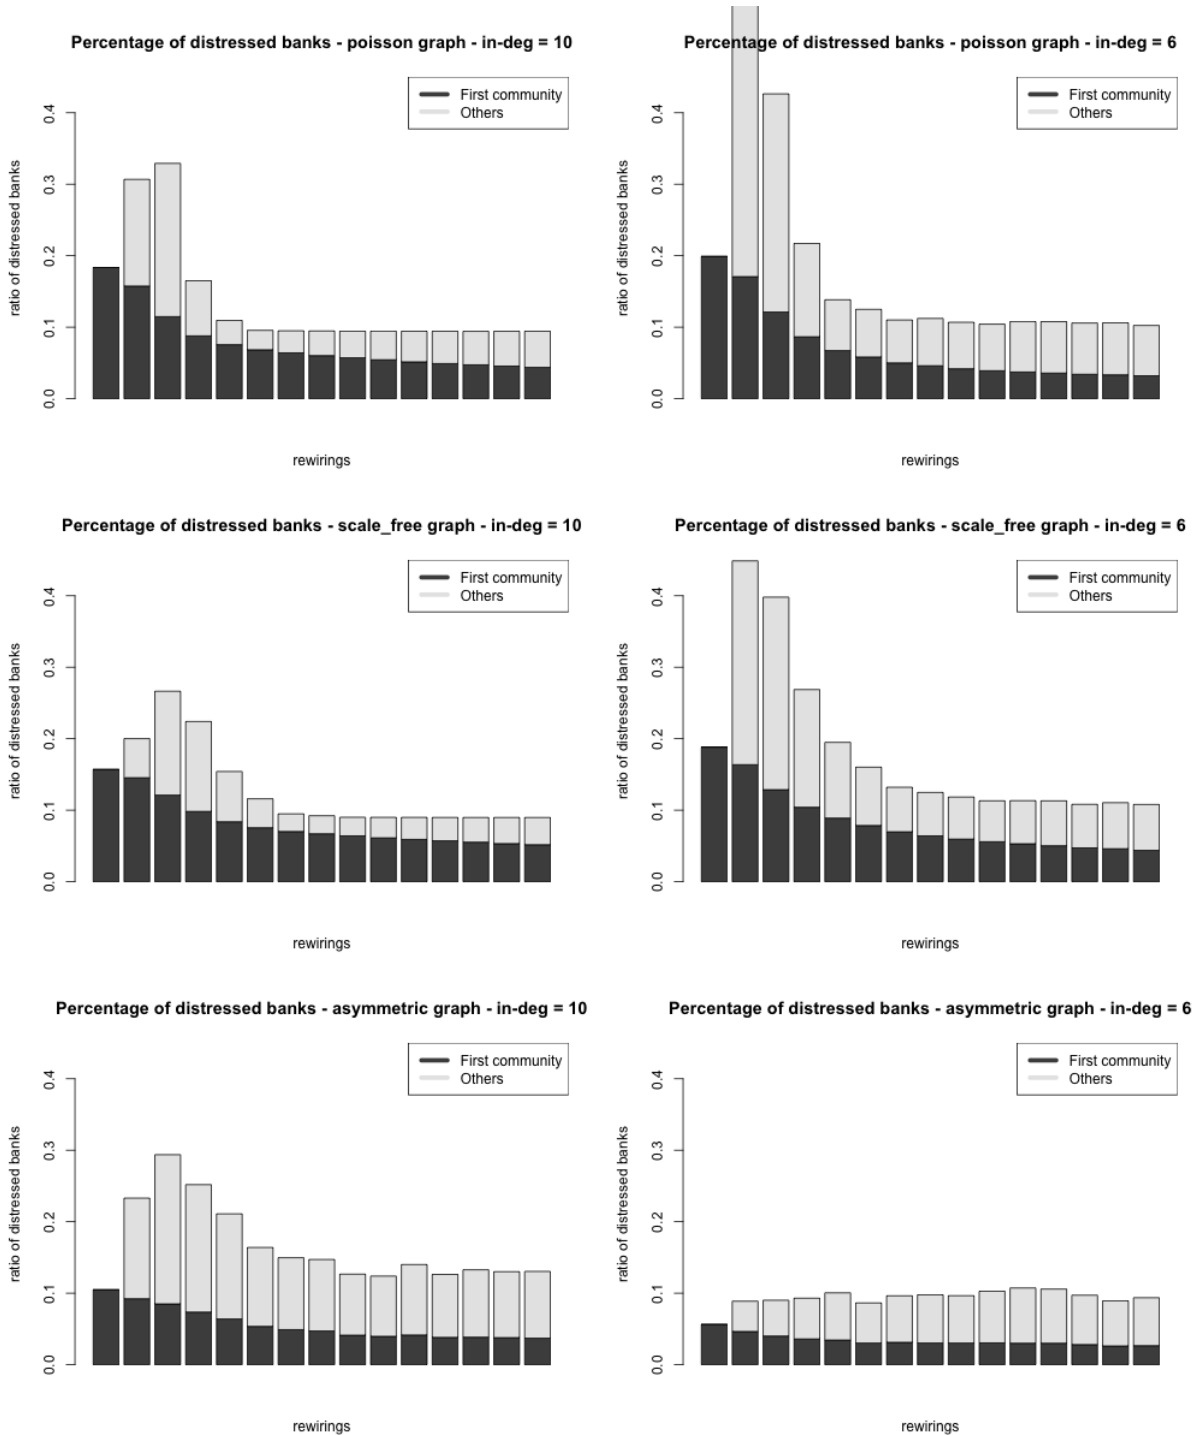 Percentage of distressed banks - poisson graph - in-deg = 10
First community
Others
ratio of distressed banks
0.0
0.1
0.2
0.3
0.4
rewirings
Percentage of distressed banks - poisson graph - in-deg = 6
First community
Others
ratio of distressed banks
0.0
0.1
0.2
0.3
0.4
rewirings
Percentage of distressed banks - scale_free graph - in-deg = 10
First community
Others
ratio of distressed banks
0.0
0.1
0.2
0.3
0.4
rewirings
Percentage of distressed banks - scale_free graph - in-deg = 6
First community
Others
ratio of distressed banks
0.0
0.1
0.2
0.3
0.4
rewirings
Percentage of distressed banks - asymmetric graph - in-deg = 10
First community
Others
ratio of distressed banks
0.0
0.1
0.2
0.3
0.4
rewirings
Percentage of distressed banks - asymmetric graph - in-deg = 6
First community
Others
ratio of distressed banks
0.0
0.1
0.2
0.3
0.4
rewirings